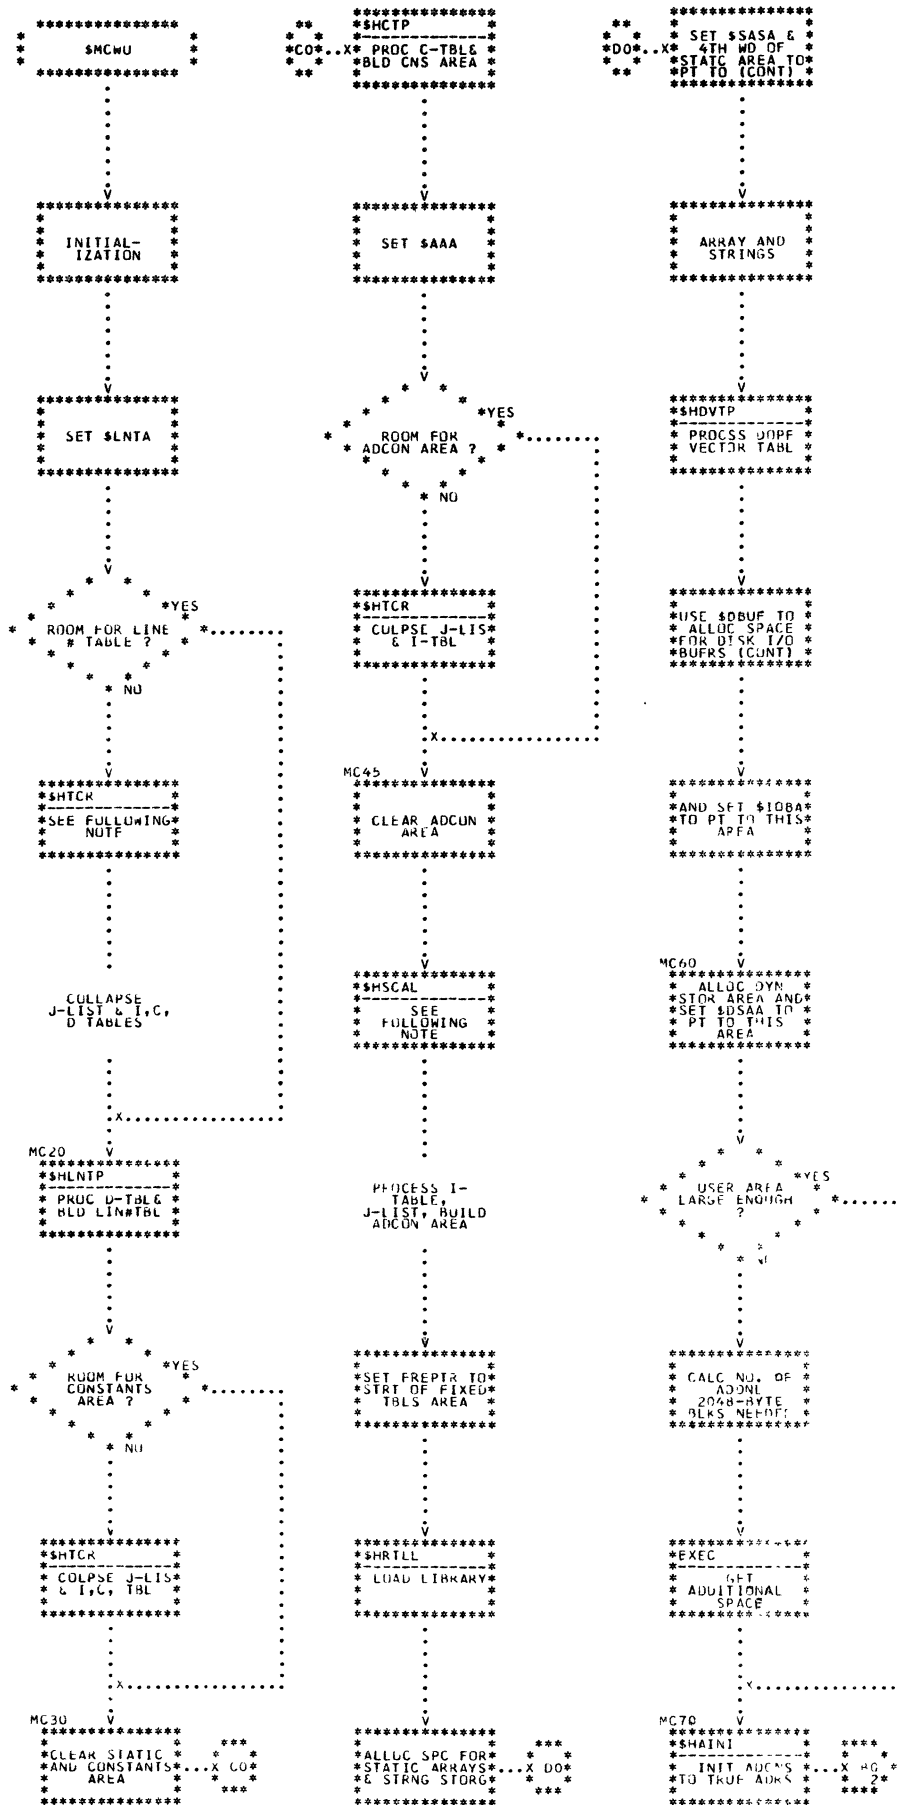 $MCWU
INITIAL-
IZATION
SET $LNTA
YES
ROOM FOR LINE
# TABLE ?
NO
$HTCR
SEE FOLLOWING
NOTE
COLLAPSE
J-LIST & I,C,
D TABLES
X
MC20
$HLNTP
PROC D-TBL&
BLD LIN#TBL
YES
ROOM FOR
CONSTANTS
AREA ?
NO
$HTCR
COLPSE J-LIS
& I,C, TBL
X
MC30
CLEAR STATIC
AND CONSTANTS
AREA
X CO
CO X
$HCTP
PROC C-TBL&
BLD CNS AREA
SET $AAA
YES
ROOM FOR
ADCON AREA ?
NO
$HTCR
CULPSE J-LIS
& I-TBL
X
MC45
CLEAR ADCON
AREA
$HSCAL
SEE
FOLLOWING
NOTE
PROCESS I-
TABLE,
J-LIST, BUILD
ADCON AREA
SET FREPTR TO
STRT OF FIXED
TBLS AREA
$HRTLL
LOAD LIBRARY
ALLOC SPC FOR
STATIC ARRAYS
& STRNG STORG
X DO
DO X
SET $SASA &
4TH WD OF
STATC AREA TO
PT TO (CONT)
ARRAY AND
STRINGS
$HDVTP
PROCSS DOPE
VECTOR TABL
USE $DBUF TO
ALLOC SPACE
FOR DISK I/O
BUFRS (CONT)
AND SET $IOBA
TO PT TO THIS
AREA
MC60
ALLOC DYN
STOR AREA AND
SET $DSAA TO
PT TO THIS
AREA
YES
USER AREA
LARGE ENOUGH
?
CALC NO. OF
ADDNL
2048-BYTE
BLKS
EXEC
GET
ADDITIONAL
SPACE
X
MC70
$HAINI
INIT ADCNS
TO TRUE ADRS
X
2